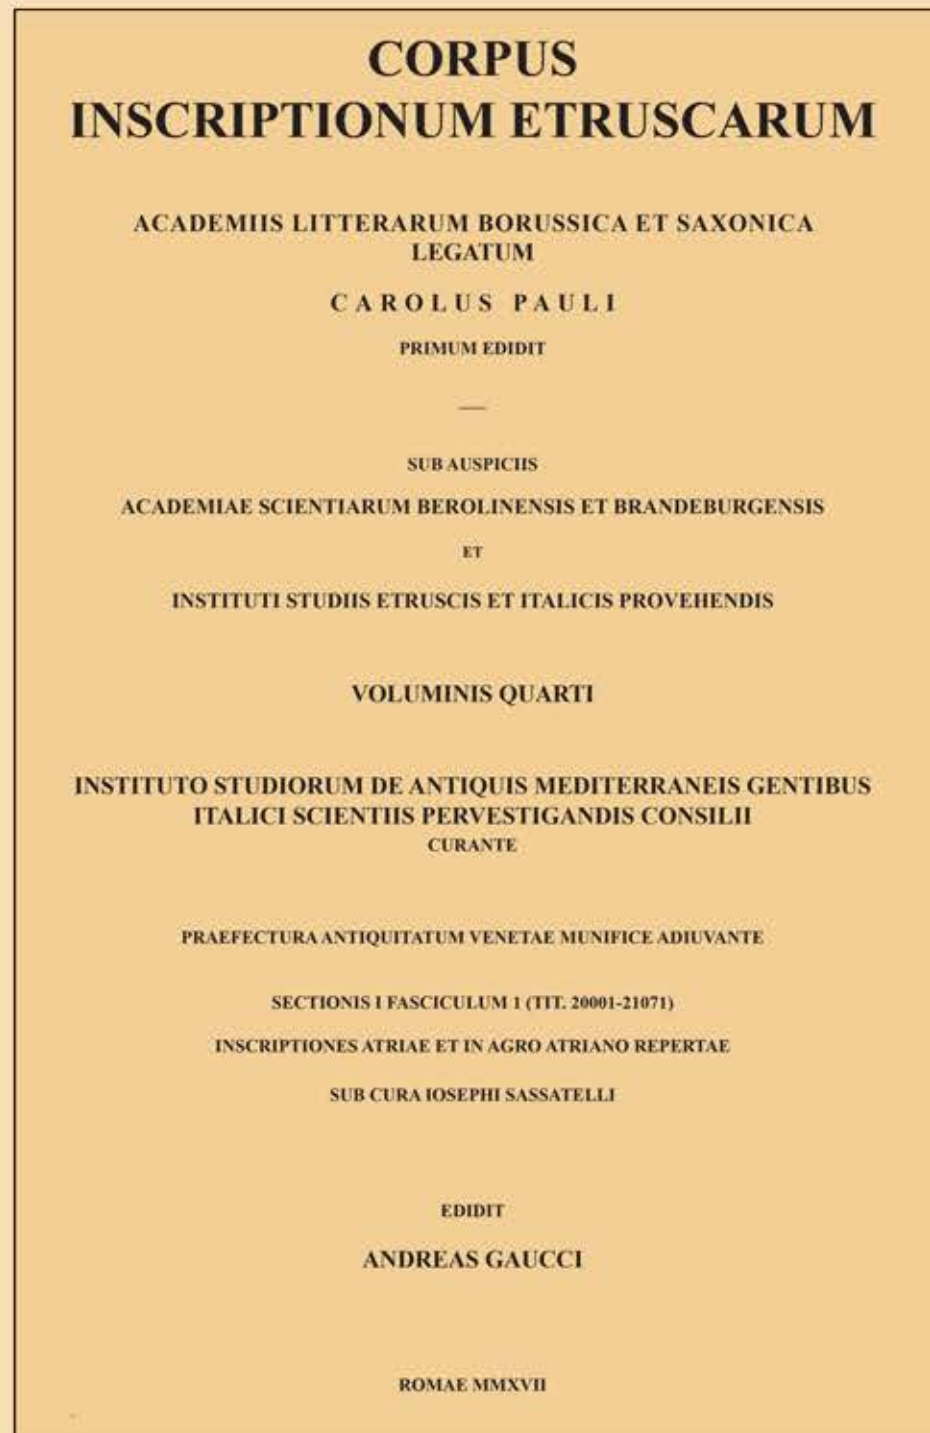 CORPUS
INSCRIPTIONUM ETRUSCARUM
ACADEMIIS LITTERARUM BORUSSICA ET SAXONICA
LEGATUM
CAROLUS PAULI
PRIMUM EDIDIT
—
SUB AUSPICIIS
ACADEMIAE SCIENTIARUM BEROLINENSIS ET BRANDEBURGENSIS
ET
INSTITUTI STUDIIS ETRUSCIS ET ITALICIS PROVEHENDIS
VOLUMINIS QUARTI
INSTITUTO STUDIORUM DE ANTIQUIS MEDITERRANEIS GENTIBUS
ITALICI SCIENTIIS PERVESTIGANDIS CONSILII
CURANTE
PRAEFECTURA ANTIQUITATUM VENETAE MUNIFICE ADIUVANTE
SECTIONIS I FASCICULUM 1 (TIT. 20001-21071)
INSCRIPTIONES ATRIAE ET IN AGRO ATRIANO REPERTAE
SUB CURA IOSEPHI SASSATELLI
EDIDIT
ANDREAS GAUCCI
ROMAE MMXVII